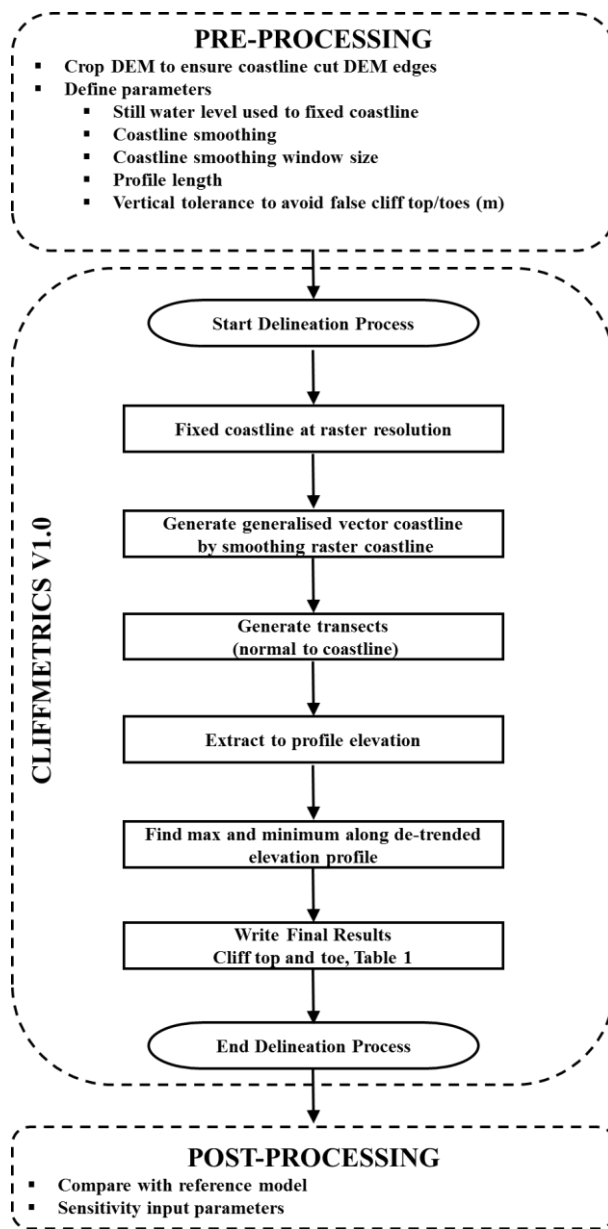 PRE-PROCESSING
▪ Crop DEM to ensure coastline cut DEM edges
▪ Define parameters
▪ Still water level used to fixed coastline
▪ Coastline smoothing
▪ Coastline smoothing window size
▪ Profile length
▪ Vertical tolerance to avoid false cliff top/toes (m)
CLIFFMETRICS V1.0
Start Delineation Process
Fixed coastline at raster resolution
Generate generalised vector coastline
by smoothing raster coastline
Generate transects
(normal to coastline)
Extract to profile elevation
Find max and minimum along de-trended
elevation profile
Write Final Results
Cliff top and toe, Table 1
End Delineation Process
POST-PROCESSING
▪ Compare with reference model
▪ Sensitivity input parameters